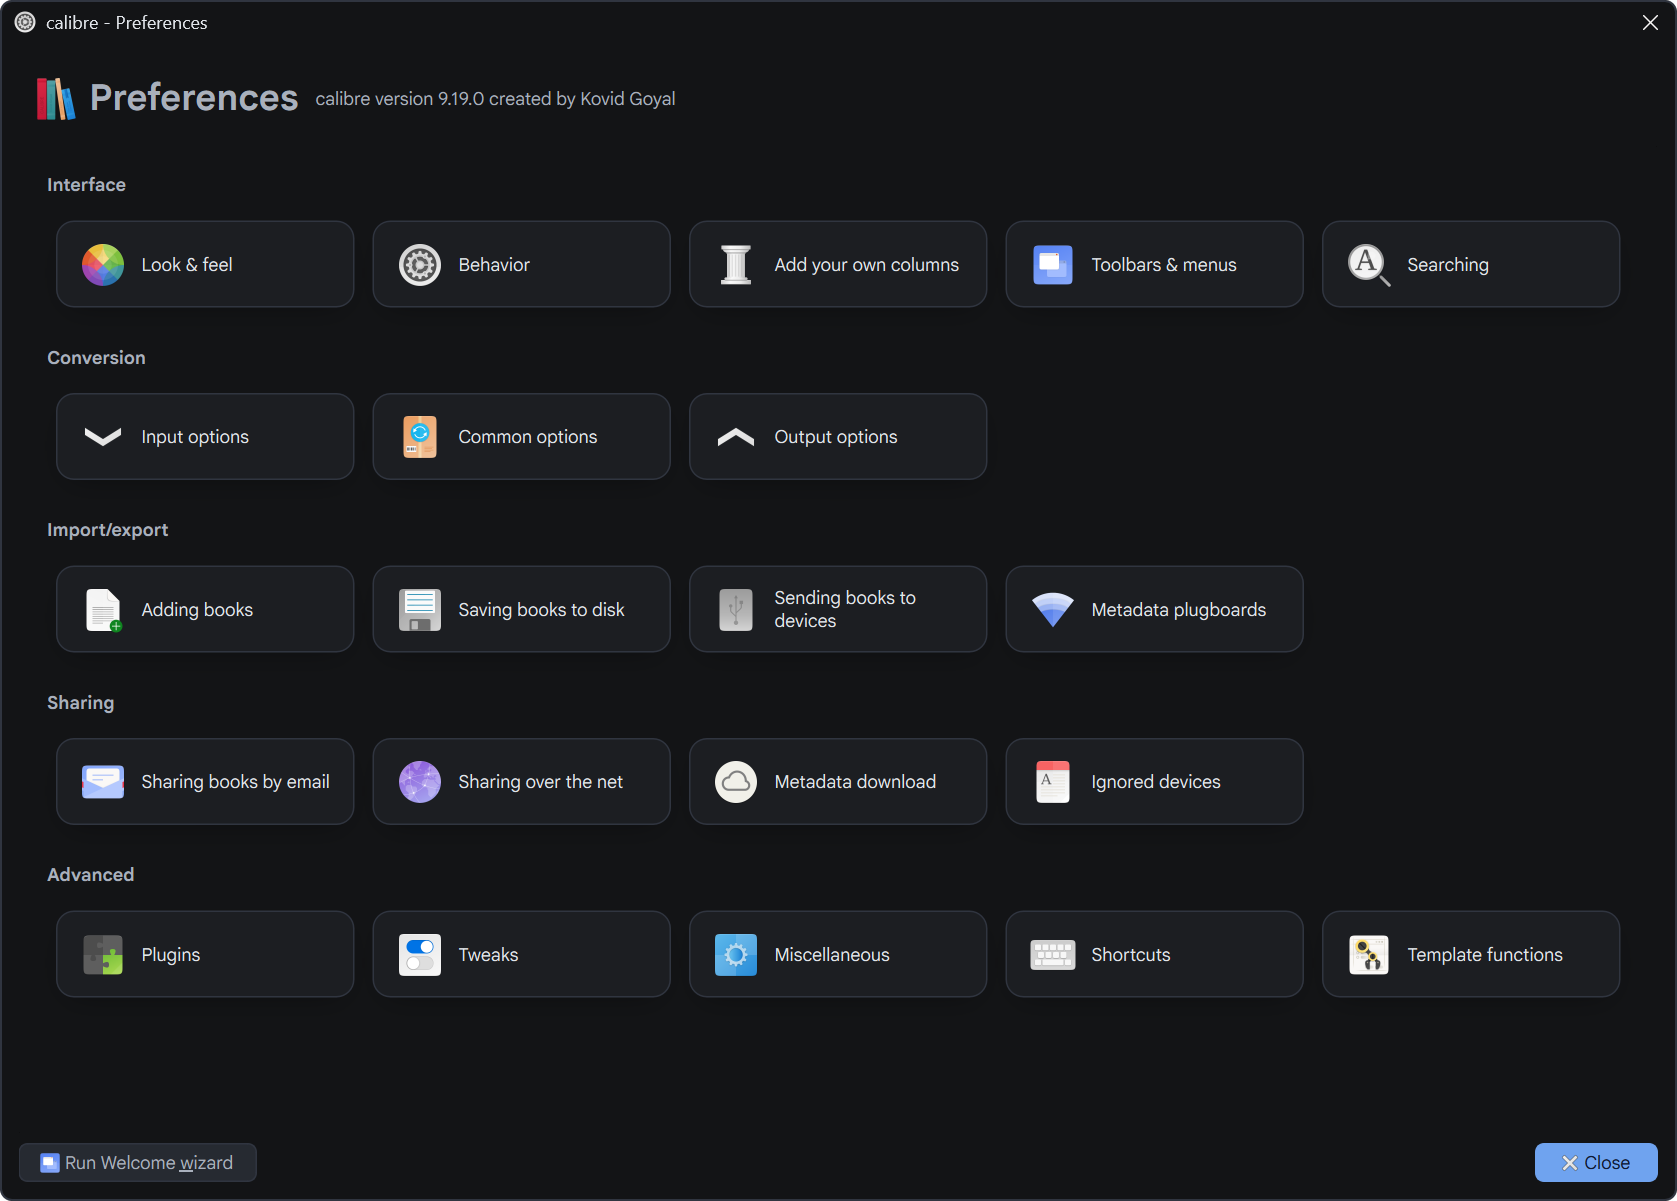 calibre - Preferences
Preferences
calibre version 9.19.0 created by Kovid Goyal
Interface
Look & feel
Behavior
Add your own columns
Toolbars & menus
A
Searching
Conversion
Input options
Common options
Output options
Import/export
Adding books
Saving books to disk
Sending books to
devices
Metadata plugboards
Sharing
Sharing books by email
Sharing over the net
Metadata download
A
Ignored devices
Advanced
Plugins
Tweaks
Miscellaneous
Shortcuts
Template functions
Run Welcome wizard
Close